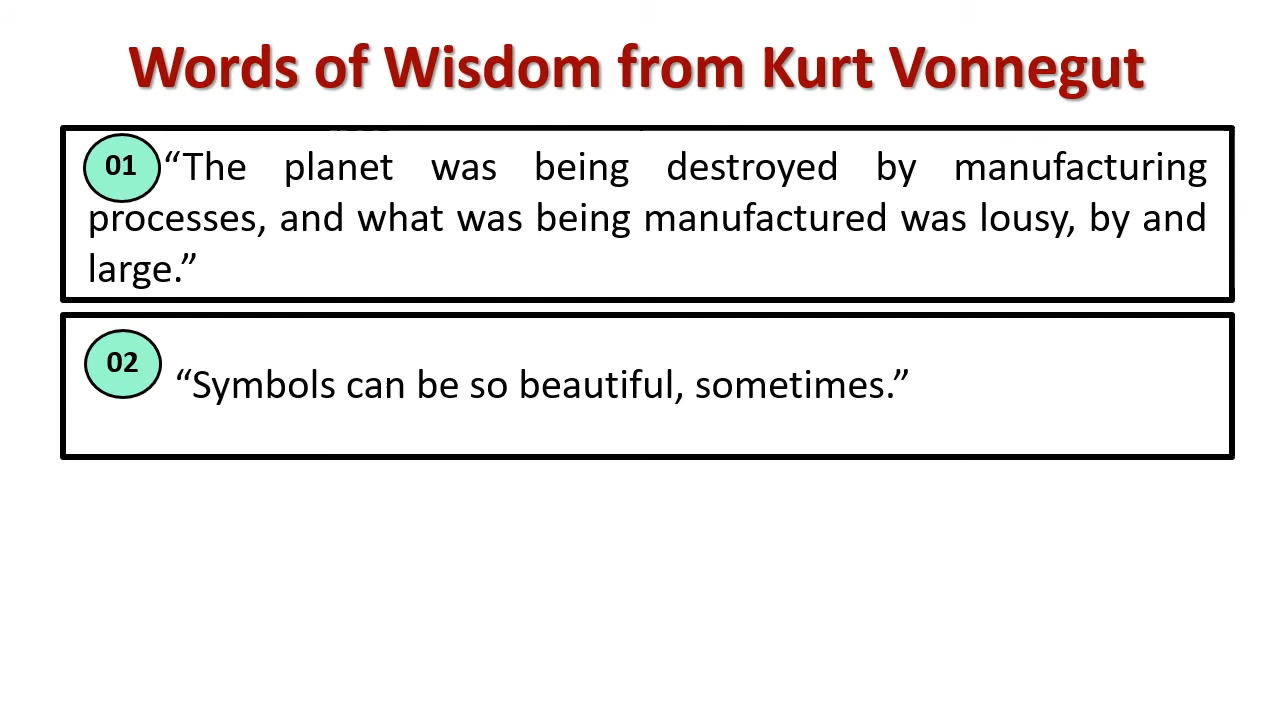 Words of Wisdom from Kurt Vonnegut
01 “The planet was being destroyed by manufacturing
processes, and what was being manufactured was lousy, by and
large.”
02
“Symbols can be so beautiful, sometimes.”